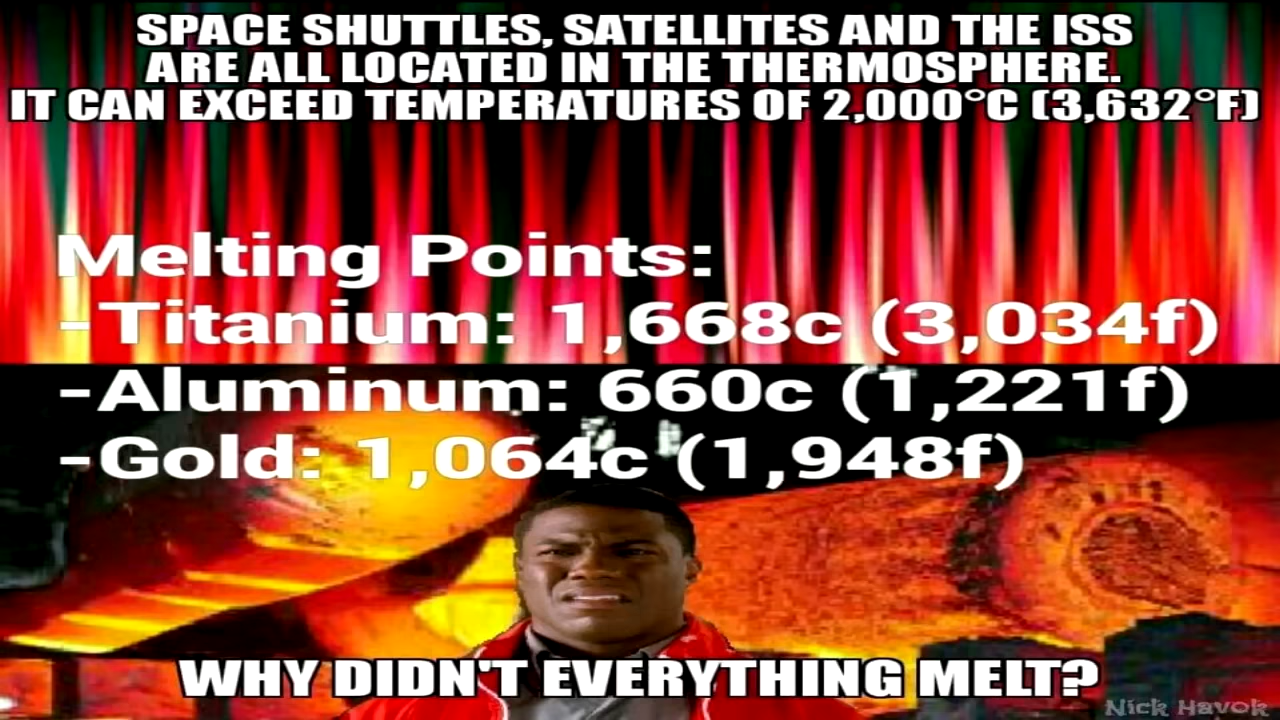 SPACE SHUTTLES, SATELLITES AND THE ISS
ARE ALL LOCATED IN THE THERMOSPHERE.
IT CAN EXCEED TEMPERATURES OF 2,000°C (3,632°F)
Melting Points:
-Titanium: 1,668c (3,034f)
-Aluminum: 660c (1,221f)
-Gold: 1,064c (1,948f)
WHY DIDN'T EVERYTHING MELT?
Nick Havok